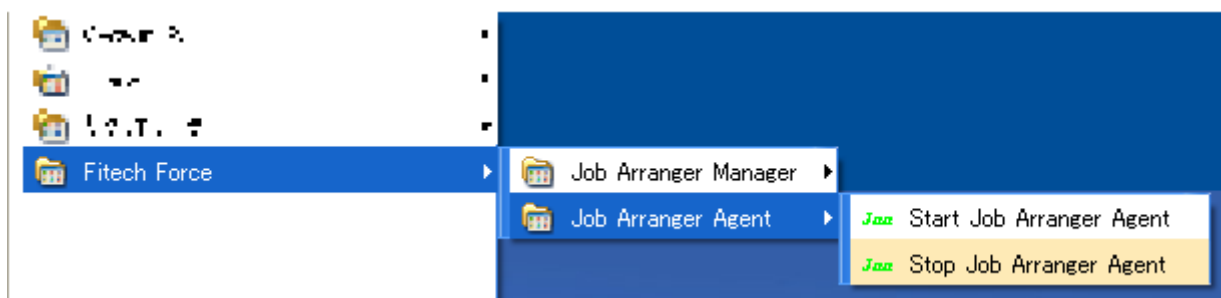 Fitech Force
Job Arranger Manager
Job Arranger Agent
Jaa Start Job Arranger Agent
Jaa Stop Job Arranger Agent